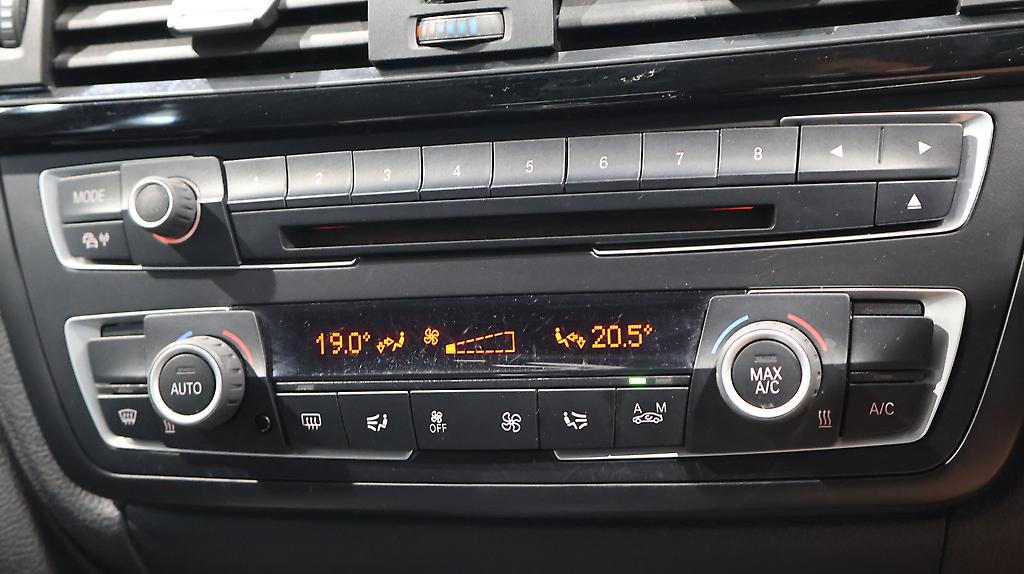 MODE
1 2 3 4 5 6 7 8
19.0° 20.5°
AUTO
MAX
A/C
OFF
A M
A/C